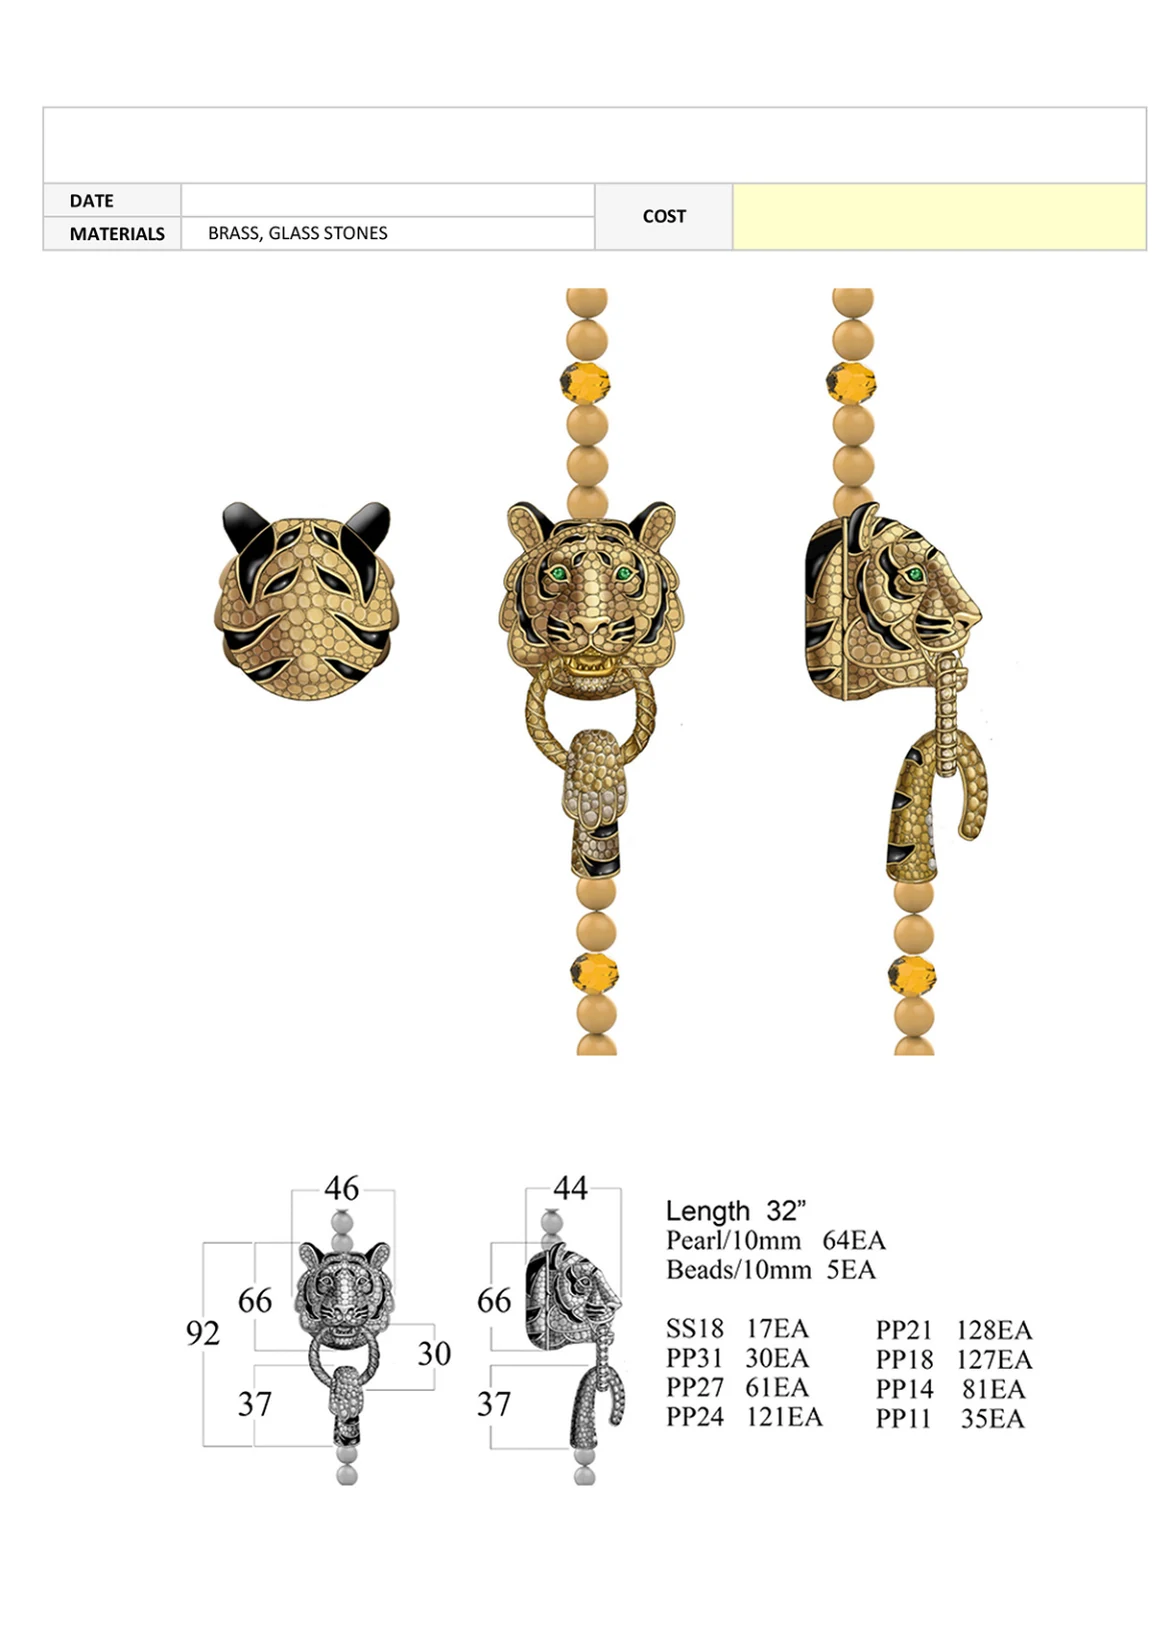 DATE
COST
MATERIALS BRASS, GLASS STONES
46
44
Length 32”
Pearl/10mm 64EA
Beads/10mm 5EA
66
92
30
37
66
37
SS18 17EA PP21 128EA
PP31 30EA PP18 127EA
PP27 61EA PP14 81EA
PP24 121EA PP11 35EA